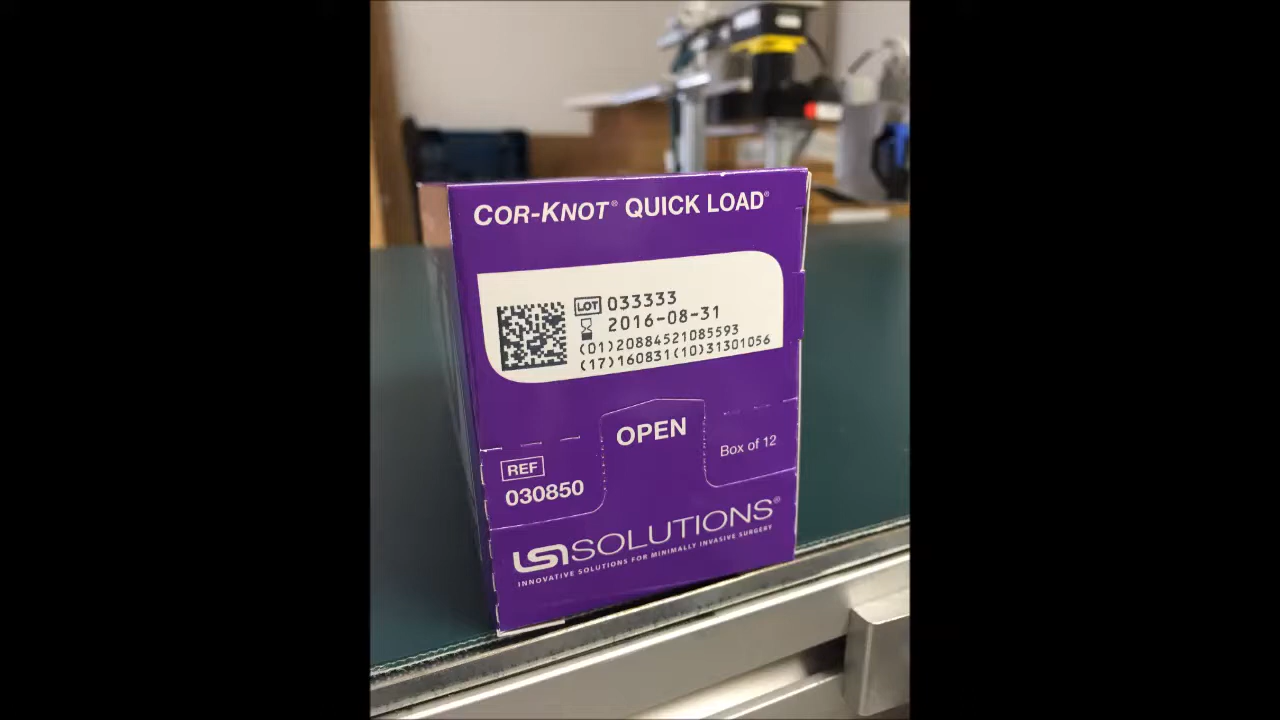 COR-KNOT® QUICK LOAD®
LOT 033333
2016-08-31
(01)20884521085593
(17)160831(10)31301056
OPEN
Box of 12
REF
030850
LSI SOLUTIONS®
INNOVATIVE SOLUTIONS FOR MINIMALLY INVASIVE SURGERY